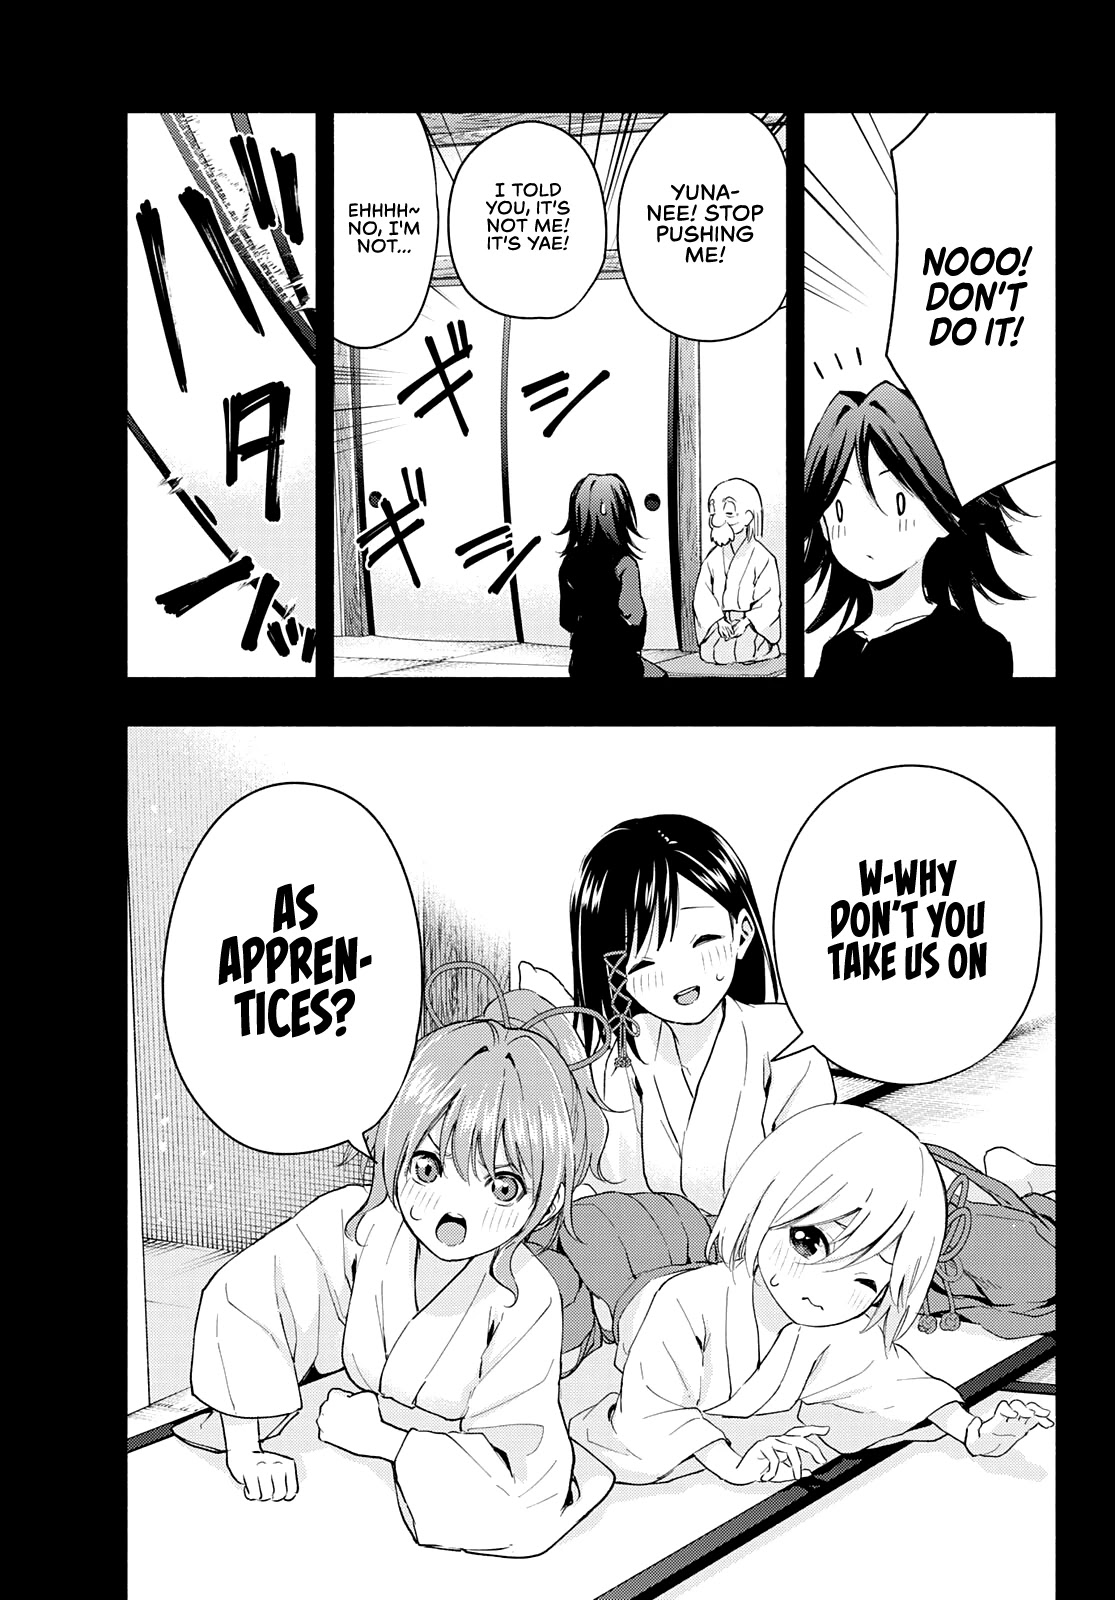 NOOO!
DON'T
DO IT!
YUNA-
NEE! STOP
PUSHING
ME!
I TOLD
YOU, IT'S
NOT ME!
IT'S YAE!
EHHHH~
NO, I'M
NOT...
ギシ
ギシ
バターン
W-WHY
DON'T YOU
TAKE US ON
AS
APPREN-
TICES?